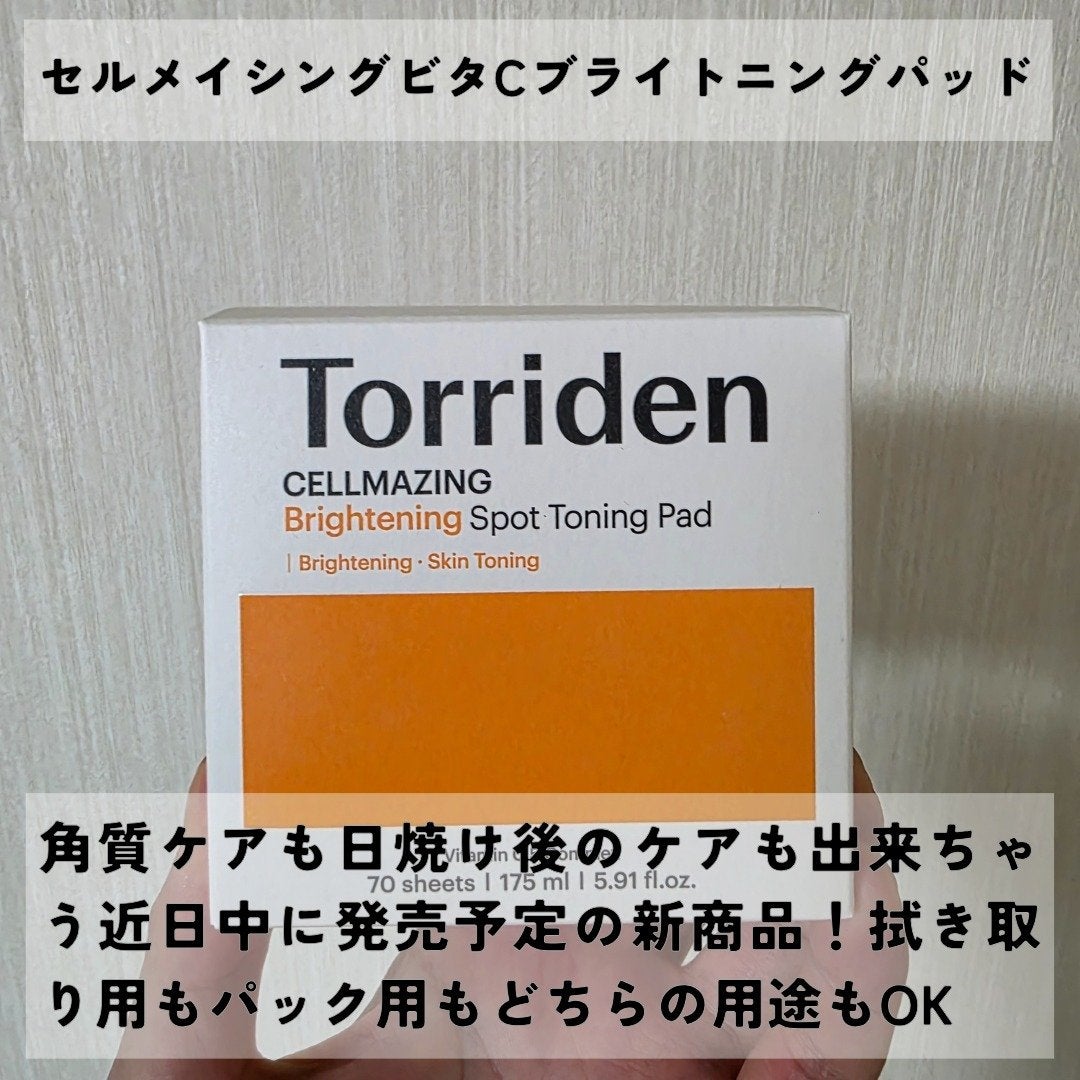 セルメイシングビタCブライトニングパッド
Torriden
CELLMAZING
Brightening Spot Toning Pad
| Brightening · Skin Toning
角質ケアも日焼け後のケアも出来ちゃ
Vitamin
70 sheets | 175 ml | 5.91 fl.oz.
う近日中に発売予定の新商品！拭き取
り用もパック用もどちらの用途もOK